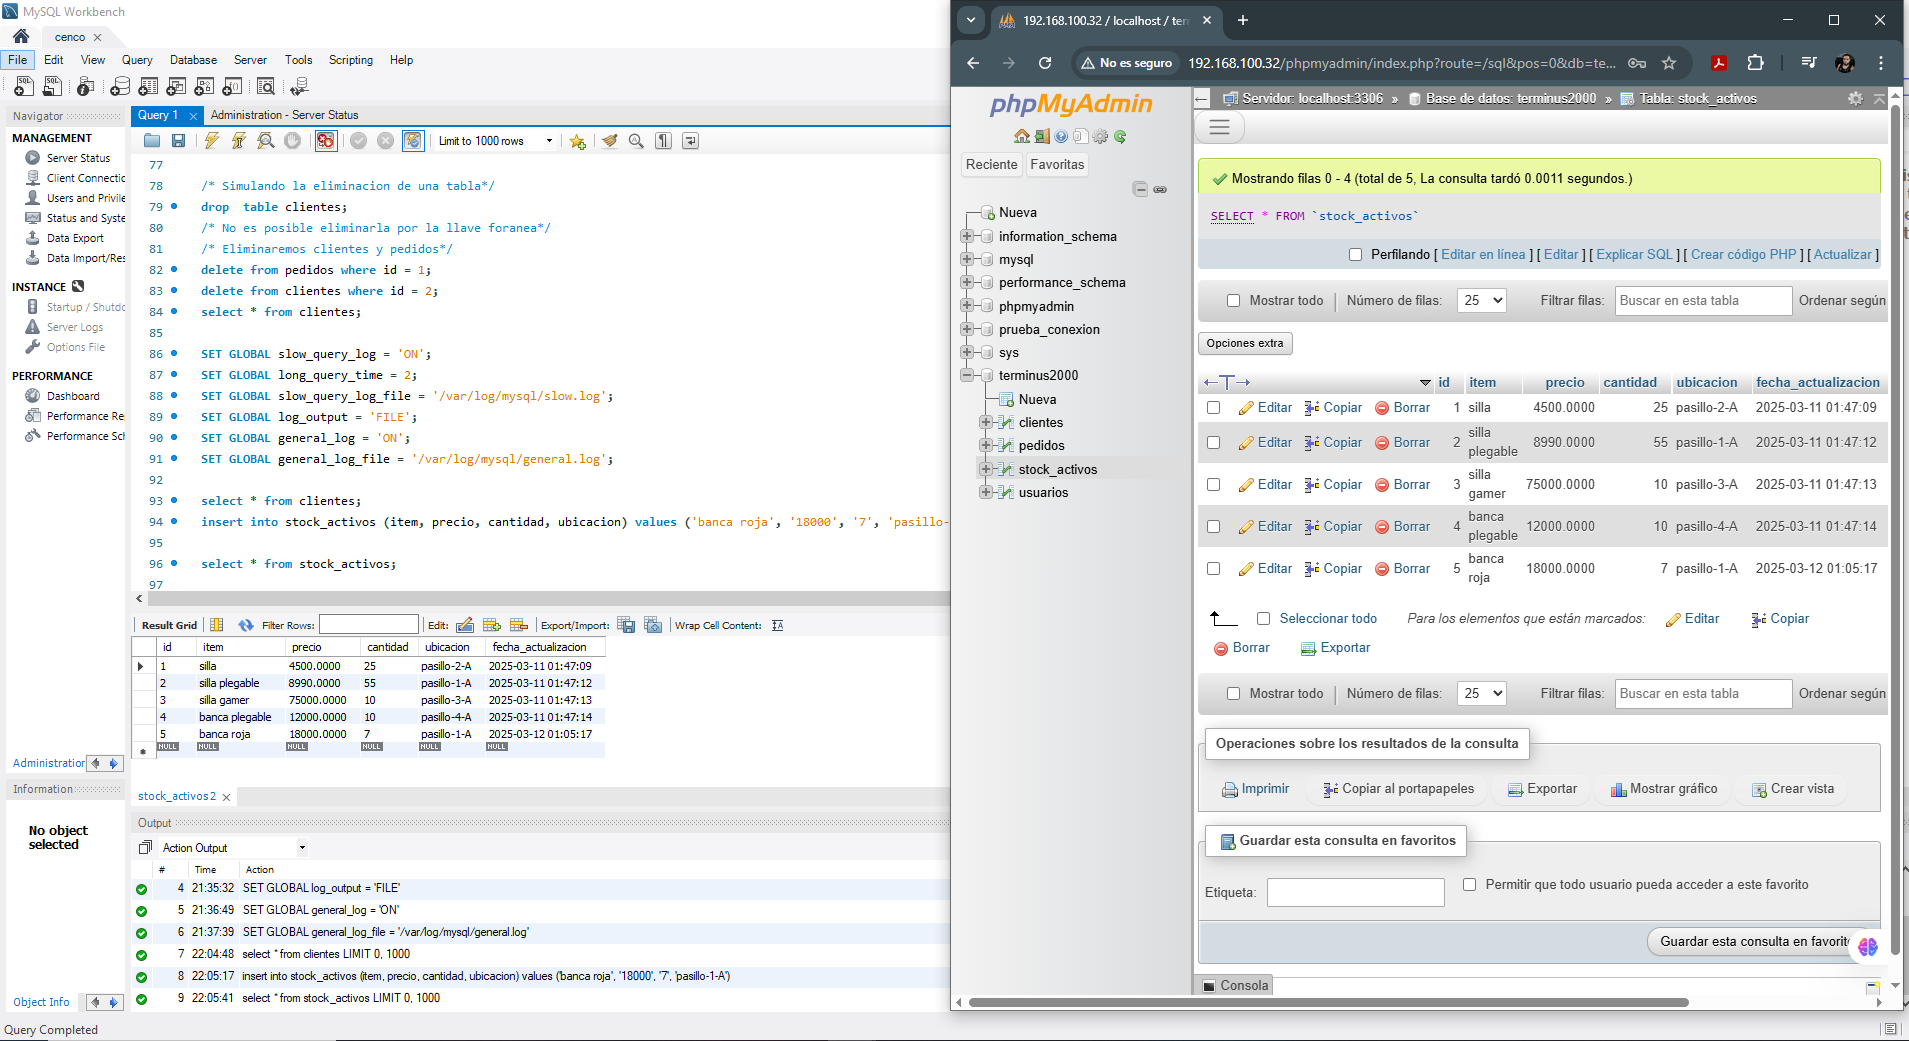 MySQL Workbench
cenco
File Edit View Query Database Server Tools Scripting Help
Navigator
MANAGEMENT
Server Status
Client Connectio
Users and Privile
Status and Syste
Data Export
Data Import/Res
INSTANCE
Startup / Shutdo
Server Logs
Options File
PERFORMANCE
Dashboard
Performance Re
Performance Sch
Administration
Information
No object
selected
Object Info
Query Completed
Query 1 Administration - Server Status
Limit to 1000 rows
77
78 /* Simulando la eliminacion de una tabla*/
79 drop  table clientes;
80 /* No es posible eliminarla por la llave foranea*/
81 /* Eliminaremos clientes y pedidos*/
82 delete from pedidos where id = 1;
83 delete from clientes where id = 2;
84 select * from clientes;
85
86 SET GLOBAL slow_query_log = 'ON';
87 SET GLOBAL long_query_time = 2;
88 SET GLOBAL slow_query_log_file = '/var/log/mysql/slow.log';
89 SET GLOBAL log_output = 'FILE';
90 SET GLOBAL general_log = 'ON';
91 SET GLOBAL general_log_file = '/var/log/mysql/general.log';
92
93 select * from clientes;
94 insert into stock_activos (item, precio, cantidad, ubicacion) values ('banca roja', '18000', '7', 'pasillo-
95
96 select * from stock_activos;
97
Result Grid Filter Rows: Edit: Export/Import: Wrap Cell Content:
id item precio cantidad ubicacion fecha_actualizacion
1 silla 4500.0000 25 pasillo-2-A 2025-03-11 01:47:09
2 silla plegable 8990.0000 55 pasillo-1-A 2025-03-11 01:47:12
3 silla gamer 75000.0000 10 pasillo-3-A 2025-03-11 01:47:13
4 banca plegable 12000.0000 10 pasillo-4-A 2025-03-11 01:47:14
5 banca roja 18000.0000 7 pasillo-1-A 2025-03-12 01:05:17
NULL NULL NULL NULL NULL NULL
stock_activos 2
Output
Action Output
# Time Action
4 21:35:32 SET GLOBAL log_output = 'FILE'
5 21:36:49 SET GLOBAL general_log = 'ON'
6 21:37:39 SET GLOBAL general_log_file = '/var/log/mysql/general.log'
7 22:04:48 select * from clientes LIMIT 0, 1000
8 22:05:17 insert into stock_activos (item, precio, cantidad, ubicacion) values ('banca roja', '18000', '7', 'pasillo-1-A')
9 22:05:41 select * from stock_activos LIMIT 0, 1000
192.168.100.32 / localhost / ter
No es seguro 192.168.100.32/phpmyadmin/index.php?route=/sql&pos=0&db=te...
phpMyAdmin
Reciente Favoritas
Nueva
information_schema
mysql
performance_schema
phpmyadmin
prueba_conexion
sys
terminus2000
Nueva
clientes
pedidos
stock_activos
usuarios
Servidor: localhost:3306 » Base de datos: terminus2000 » Tabla: stock_activos
Mostrando filas 0 - 4 (total de 5, La consulta tardó 0.0011 segundos.)
SELECT * FROM `stock_activos`
Perfilando [ Editar en línea ] [ Editar ] [ Explicar SQL ] [ Crear código PHP ] [ Actualizar ]
Mostrar todo Número de filas: 25 Filtrar filas: Buscar en esta tabla Ordenar según
Opciones extra
←T→ id item precio cantidad ubicacion fecha_actualizacion
Editar Copiar Borrar 1 silla 4500.0000 25 pasillo-2-A 2025-03-11 01:47:09
Editar Copiar Borrar 2 silla plegable 8990.0000 55 pasillo-1-A 2025-03-11 01:47:12
Editar Copiar Borrar 3 silla gamer 75000.0000 10 pasillo-3-A 2025-03-11 01:47:13
Editar Copiar Borrar 4 banca plegable 12000.0000 10 pasillo-4-A 2025-03-11 01:47:14
Editar Copiar Borrar 5 banca roja 18000.0000 7 pasillo-1-A 2025-03-12 01:05:17
Seleccionar todo Para los elementos que están marcados: Editar Copiar
Borrar Exportar
Mostrar todo Número de filas: 25 Filtrar filas: Buscar en esta tabla Ordenar según
Operaciones sobre los resultados de la consulta
Imprimir Copiar al portapapeles Exportar Mostrar gráfico Crear vista
Guardar esta consulta en favoritos
Etiqueta: Permitir que todo usuario pueda acceder a este favorito
Guardar esta consulta en favorito
Consola